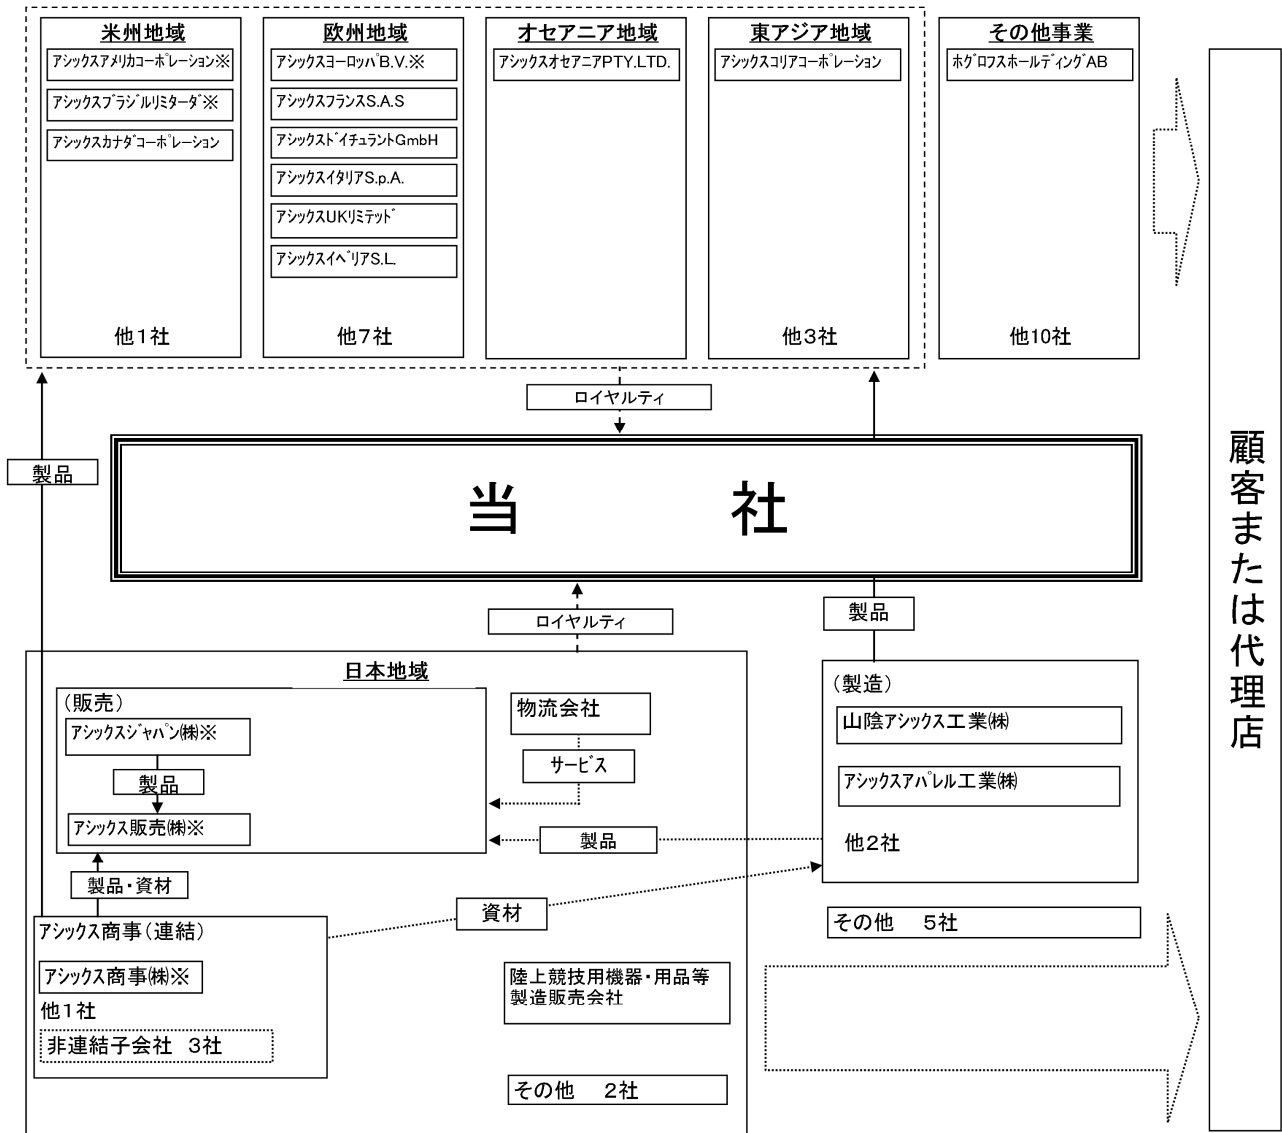 米州地域
アシックスアメリカコーポレーション※
アシックスブラジルリミターダ※
アシックスカナダコーポレーション
他1社
欧州地域
アシックスヨーロッパB.V.※
アシックスフランスS.A.S
アシックスドイチュラントGmbH
アシックスイタリアS.p.A.
アシックスUKリミテッド
アシックスイベリアS.L.
他7社
オセアニア地域
アシックスオセアニアPTY.LTD.
東アジア地域
アシックスコリアコーポレーション
他3社
その他事業
ホグロフスホールディングAB
他10社
ロイヤルティ
製品
当社
ロイヤルティ
製品
日本地域
(販売)
アシックスジャパン㈱※
製品
アシックス販売㈱※
物流会社
サービス
製品
製品・資材
資材
アシックス商事(連結)
アシックス商事㈱※
他1社
非連結子会社 3社
陸上競技用機器・用品等
製造販売会社
その他 2社
(製造)
山陰アシックス工業㈱
アシックスアパレル工業㈱
他2社
その他 5社
顧客または代理店